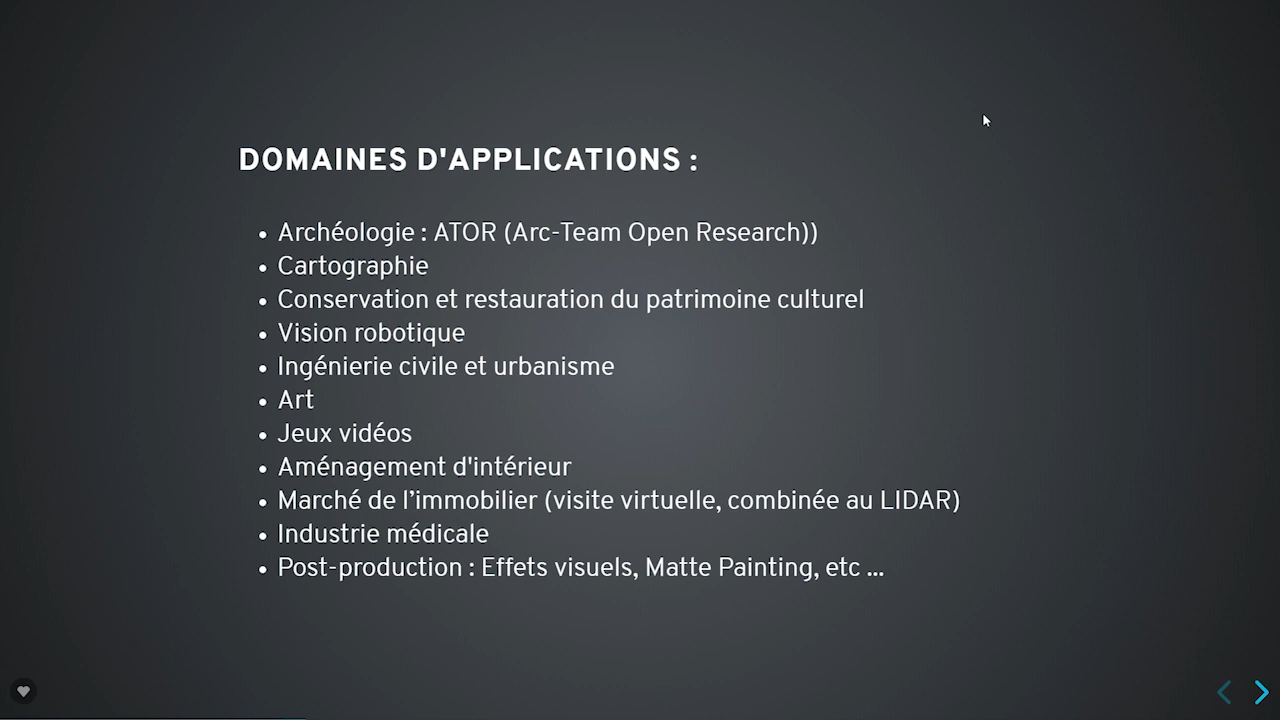 DOMAINES D'APPLICATIONS :
• Archéologie : ATOR (Arc-Team Open Research))
• Cartographie
• Conservation et restauration du patrimoine culturel
• Vision robotique
• Ingénierie civile et urbanisme
• Art
• Jeux vidéos
• Aménagement d'intérieur
• Marché de l’immobilier (visite virtuelle, combinée au LIDAR)
• Industrie médicale
• Post-production : Effets visuels, Matte Painting, etc ...